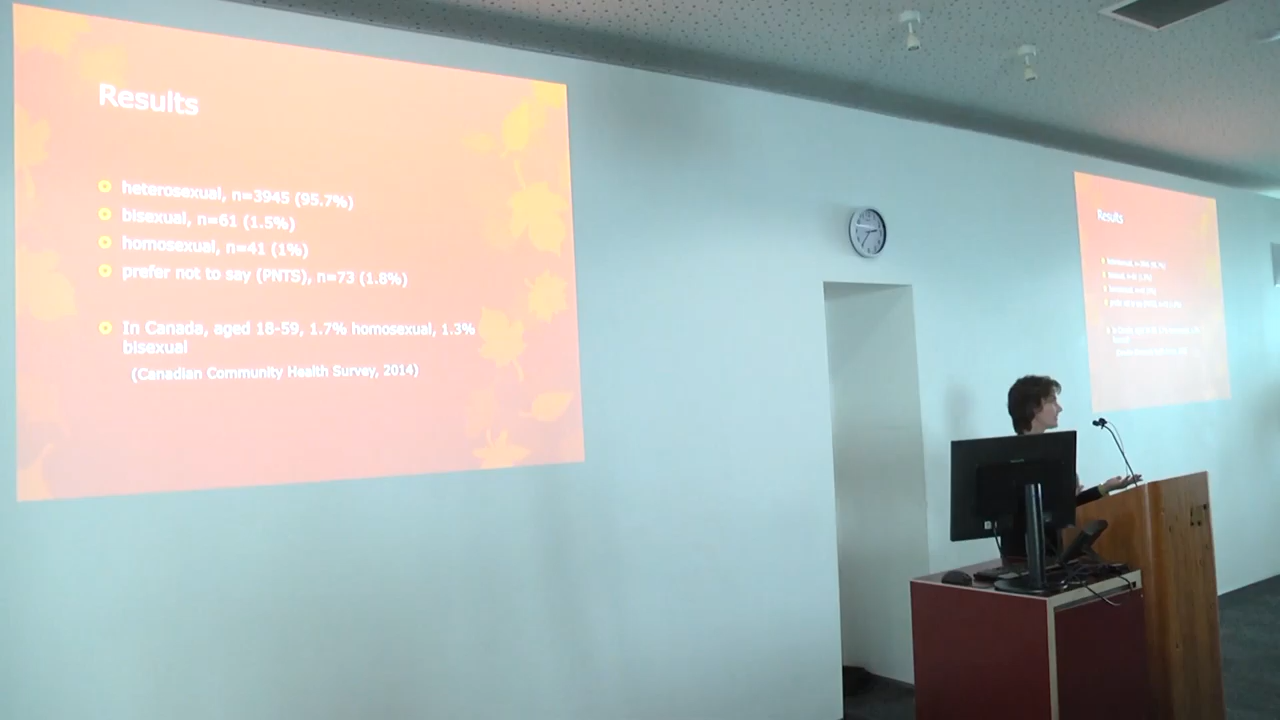 Results
heterosexual, n=3945 (95.7%)
bisexual, n=61 (1.5%)
homosexual, n=41 (1%)
prefer not to say (PNTS), n=73 (1.8%)
In Canada, aged 18-59, 1.7% homosexual, 1.3%
bisexual
(Canadian Community Health Survey, 2014)
Results